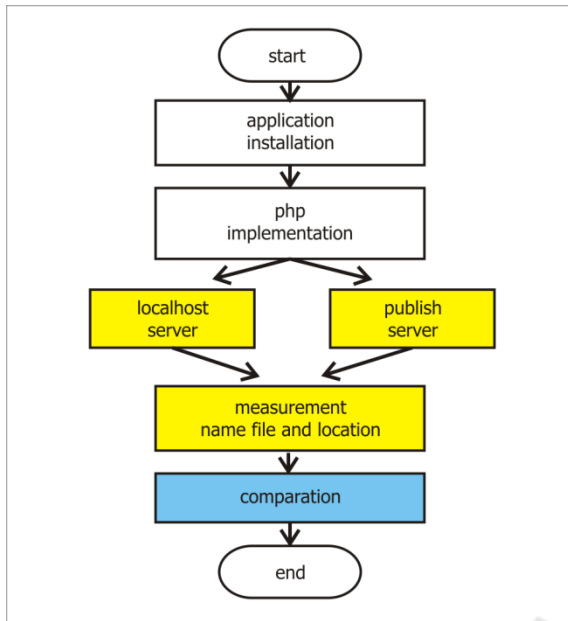 start
application
installation
php
implementation
localhost
server
publish
server
measurement
name file and location
comparation
end